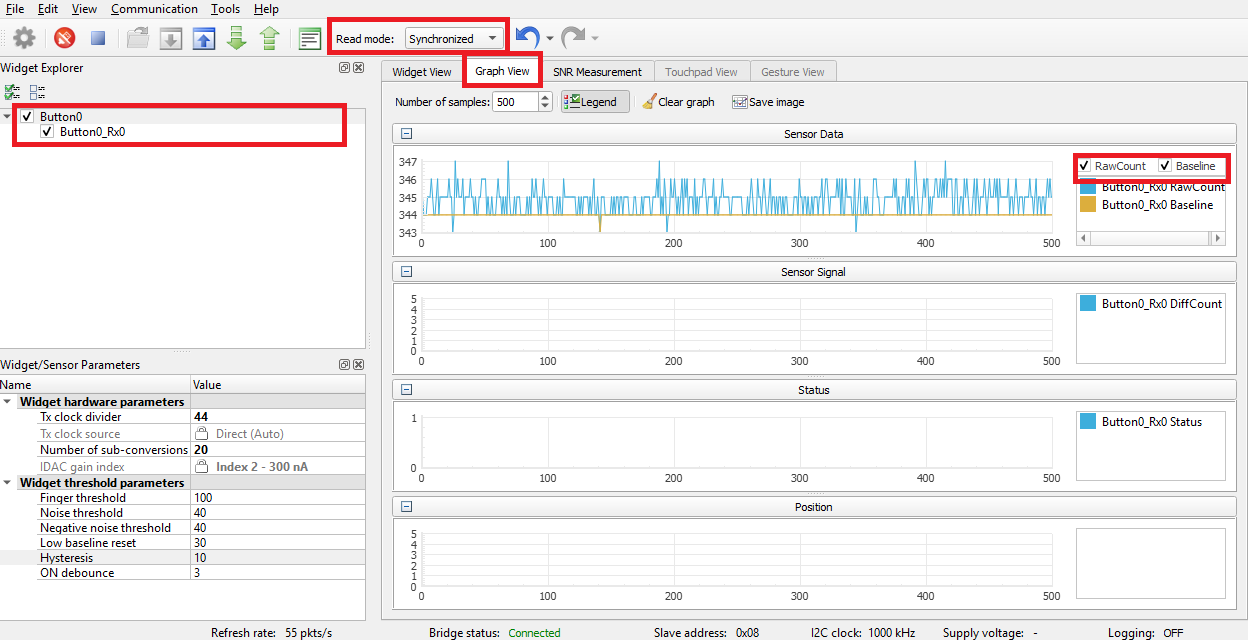 File Edit View Communication Tools Help
Read mode: Synchronized
Widget Explorer
Button0
Button0_Rx0
Widget View Graph View SNR Measurement Touchpad View Gesture View
Number of samples: 500 Legend Clear graph Save image
Sensor Data
347
346
345
344
343
0 100 200 300 400 500
RawCount Baseline
Button0_Rx0 RawCount
Button0_Rx0 Baseline
Sensor Signal
5
4
3
2
1
0
0 100 200 300 400 500
Button0_Rx0 DiffCount
Status
1
0
0 100 200 300 400 500
Button0_Rx0 Status
Position
5
4
3
2
1
0
0 100 200 300 400 500
Widget/Sensor Parameters
Name Value
Widget hardware parameters
Tx clock divider 44
Tx clock source Direct (Auto)
Number of sub-conversions 20
IDAC gain index Index 2 - 300 nA
Widget threshold parameters
Finger threshold 100
Noise threshold 40
Negative noise threshold 40
Low baseline reset 30
Hysteresis 10
ON debounce 3
Refresh rate: 55 pkts/s Bridge status: Connected Slave address: 0x08 I2C clock: 1000 kHz Supply voltage: - Logging: OFF